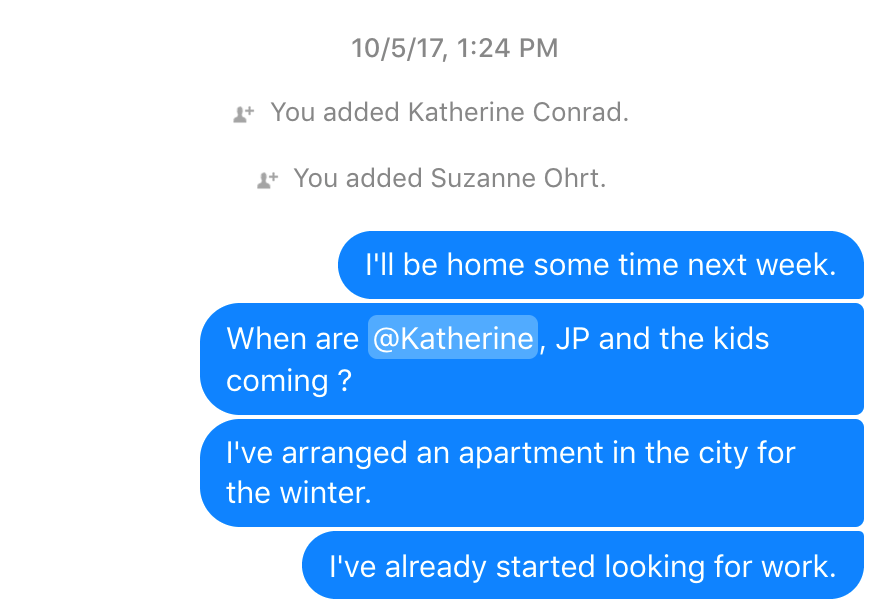 10/5/17, 1:24 PM
You added Katherine Conrad.
You added Suzanne Ohrt.
I'll be home some time next week.
When are @Katherine, JP and the kids
coming ?
I've arranged an apartment in the city for
the winter.
I've already started looking for work.